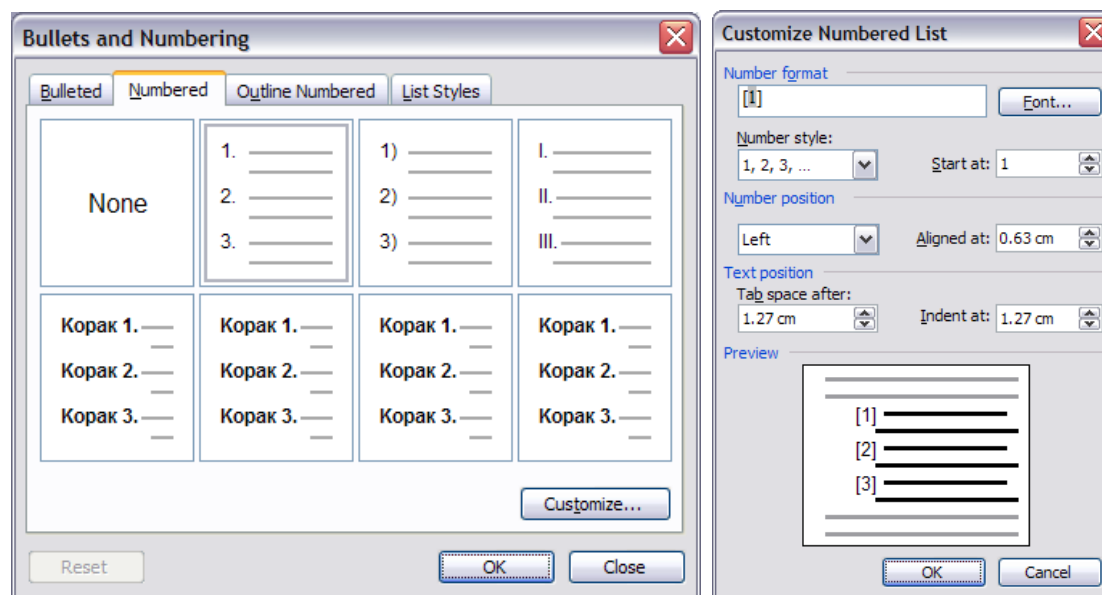 Bullets and Numbering
Bulleted Numbered Outline Numbered List Styles
None
1.
2.
3.
1)
2)
3)
I.
II.
III.
Корак 1.
Корак 2.
Корак 3.
Корак 1.
Корак 2.
Корак 3.
Корак 1.
Корак 2.
Корак 3.
Корак 1.
Корак 2.
Корак 3.
Customize...
Reset OK Close
Customize Numbered List
Number format
[1] Font...
Number style:
1, 2, 3, ... Start at: 1
Number position
Left Aligned at: 0.63 cm
Text position
Tab space after:
1.27 cm Indent at: 1.27 cm
Preview
[1]
[2]
[3]
OK Cancel